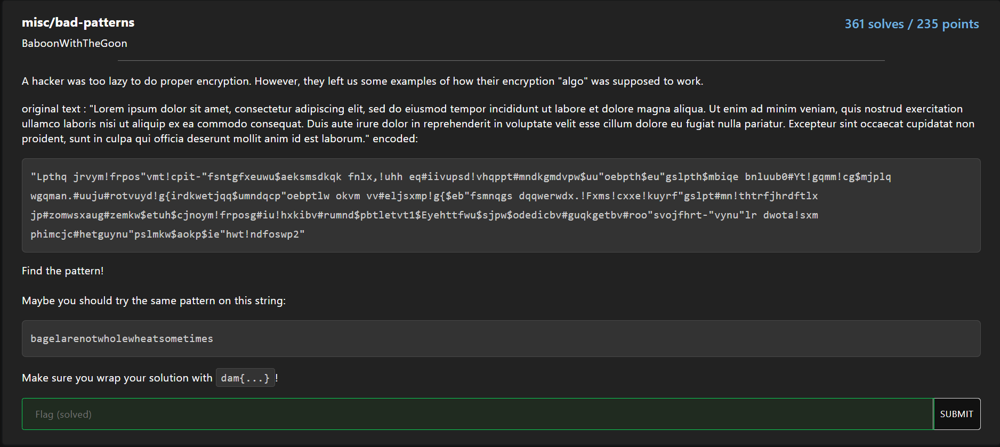 misc/bad-patterns
361 solves / 235 points
BaboonWithTheGoon
A hacker was too lazy to do proper encryption. However, they left us some examples of how their encryption "algo" was supposed to work.
original text : "Lorem ipsum dolor sit amet, consectetur adipiscing elit, sed do eiusmod tempor incididunt ut labore et dolore magna aliqua. Ut enim ad minim veniam, quis nostrud exercitation
ullamco laboris nisi ut aliquip ex ea commodo consequat. Duis aute irure dolor in reprehenderit in voluptate velit esse cillum dolore eu fugiat nulla pariatur. Excepteur sint occaecat cupidatat non
proident, sunt in culpa qui officia deserunt mollit anim id est laborum." encoded:
"Lpthq jrvym!frpos"vmt!cpit-"fsntgfxeuwu$aeksmsdkqk fnlx,!uhh eq#iivupsd!vhqppt#mndkgmdvpw$uu"oebpth$eu"gslpth$mbiqe bnluub0#Yt!gqmm!cg$mjplq
wgqman.#uuju#rotvuyd!g{irdkwetjqq$umndqcp"oebptlw okvm vv#eljsxmp!g{$eb"fsmnqgs dqqwerwdx.!Fxms!cxxe!kuyrf"gslpt#mn!thtrfjhrdftlx
jp#zomwsxaug#zemkw$etuh$cjnoym!frposg#iu!hxkibv#rumnd$pbtletvt1$Eyehttfwu$sjpw$odedicbv#guqkgetbv#roo"svojfhrt-"vynu"lr dwota!sxm
phimcjc#hetguynu"pslmkw$aokp$ie"hwt!ndfoswp2"
Find the pattern!
Maybe you should try the same pattern on this string:
bagelarenotwholewheatsometimes
Make sure you wrap your solution with dam{...} !
Flag (solved)
SUBMIT